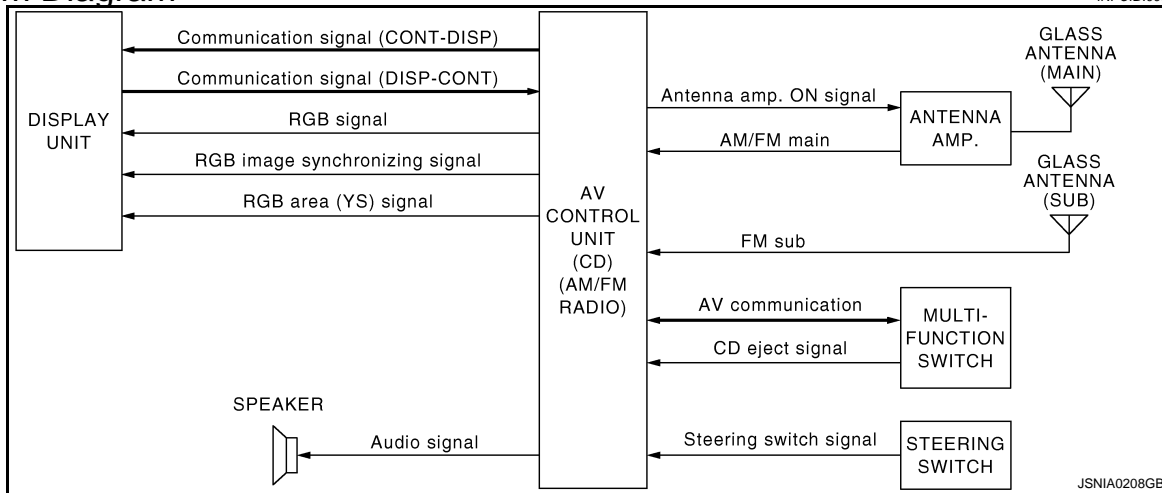 Communication signal (CONT-DISP)
Communication signal (DISP-CONT)
DISPLAY
UNIT
RGB signal
RGB image synchronizing signal
RGB area (YS) signal
AV
CONTROL
UNIT
(CD)
(AM/FM
RADIO)
GLASS
ANTENNA
(MAIN)
Antenna amp. ON signal
ANTENNA
AMP.
AM/FM main
GLASS
ANTENNA
(SUB)
FM sub
AV communication
MULTI-
FUNCTION
SWITCH
CD eject signal
SPEAKER
Audio signal
Steering switch signal
STEERING
SWITCH
JSNIA0208GB